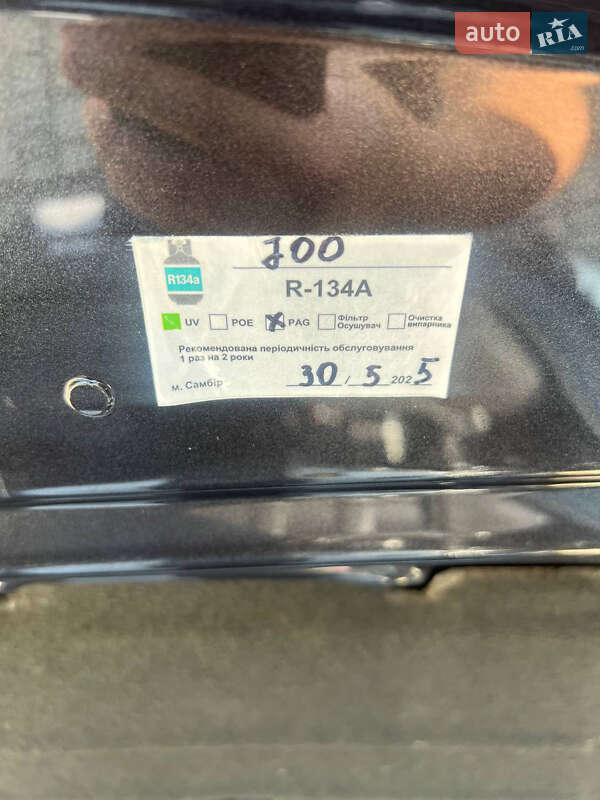 auto RIA.com
700
R134a
R-134A
UV POE PAG Фільтр Осушувач Очистка випарника
Рекомендована періодичність обслуговування
1 раз на 2 роки
м. Самбір 30 / 5 2025